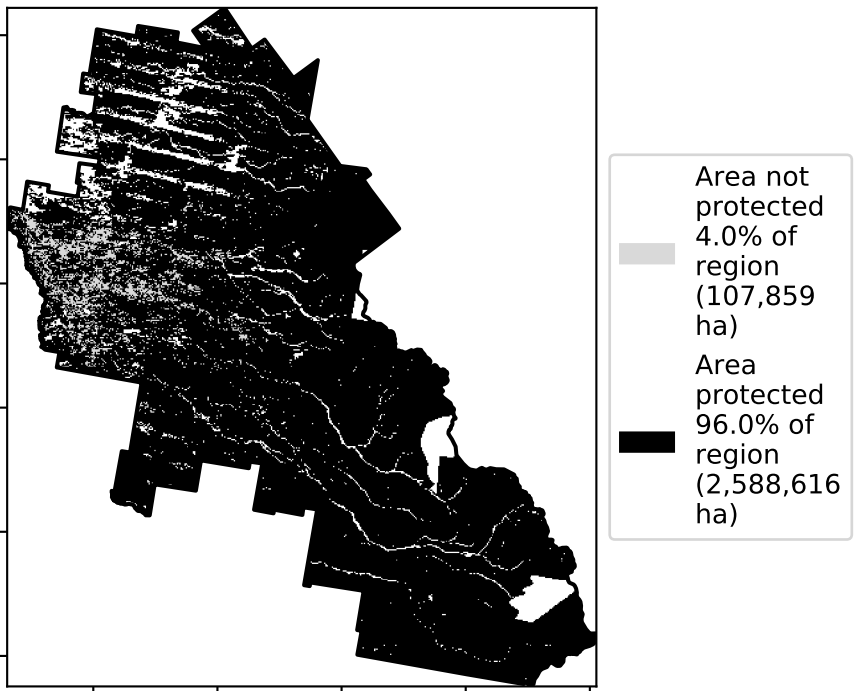 Area not
protected
4.0% of
region
(107,859
ha)
Area
protected
96.0% of
region
(2,588,616
ha)